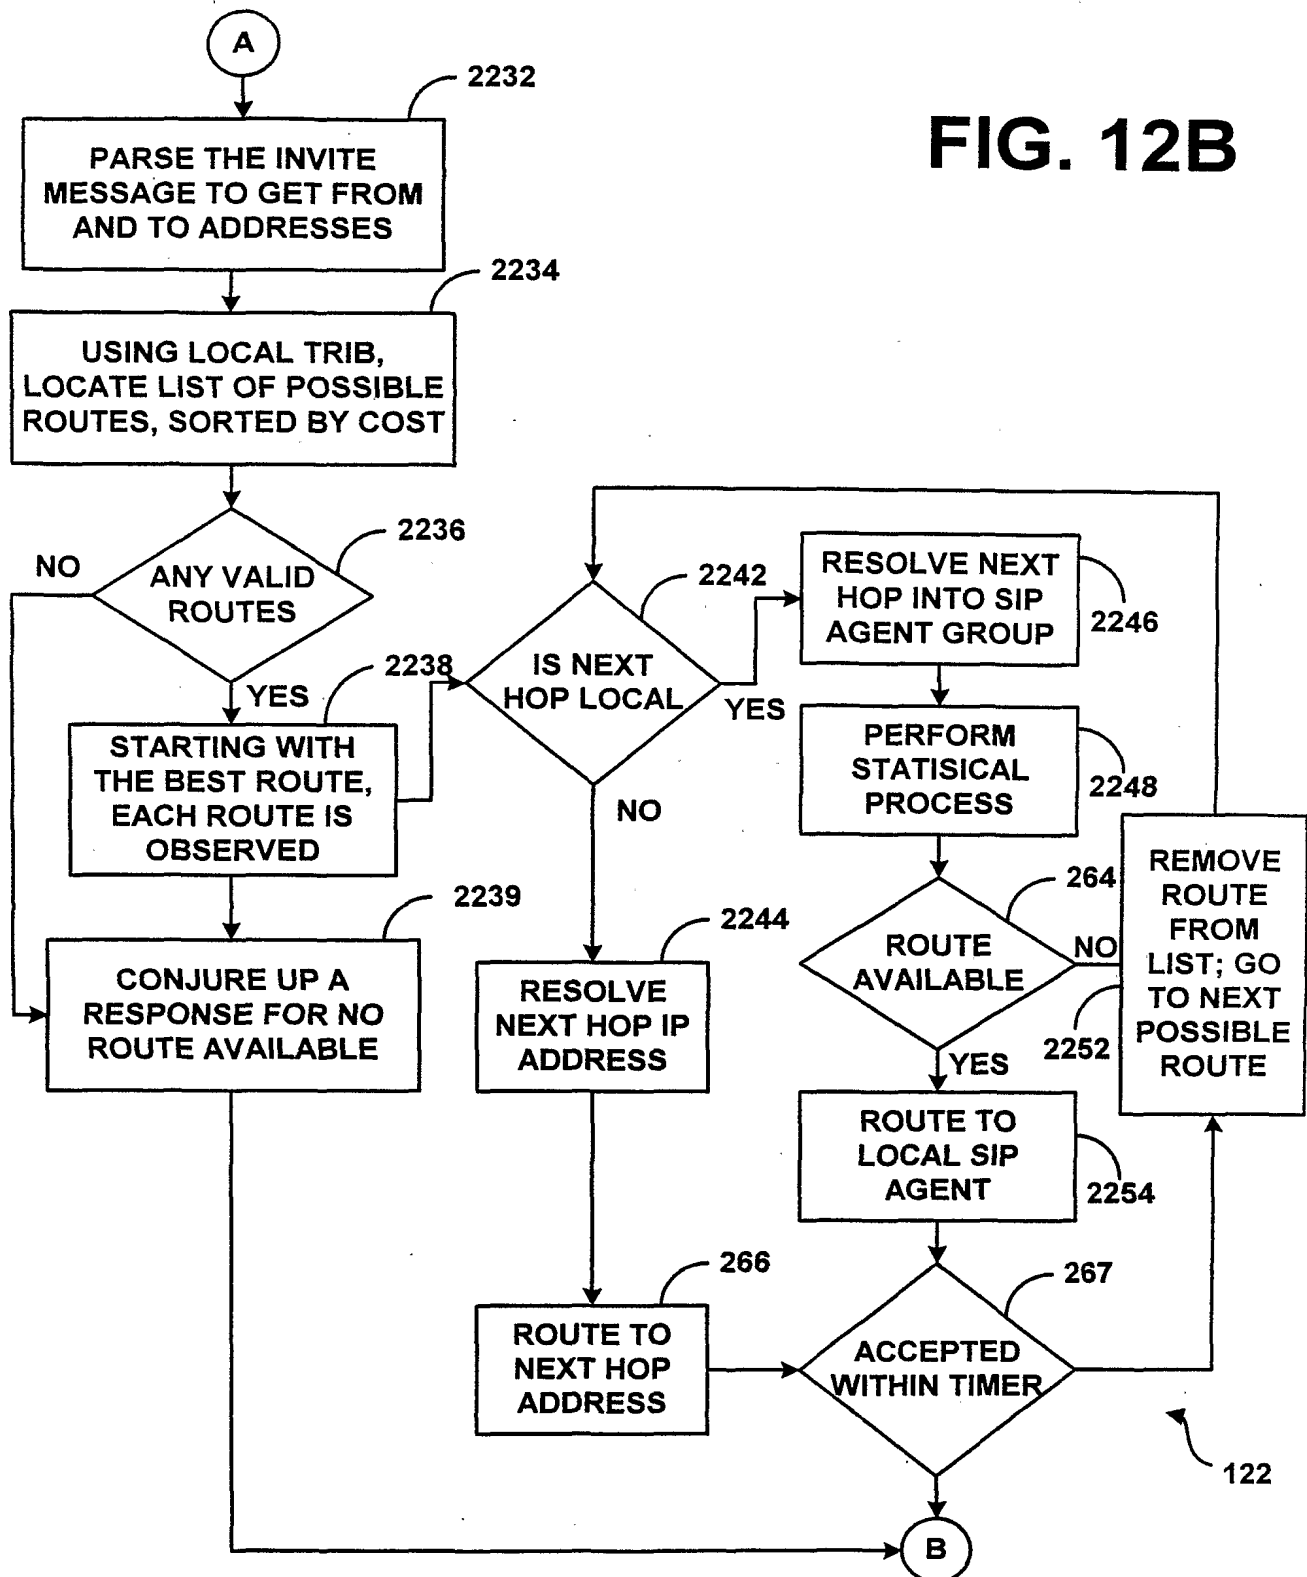 A
2232
FIG. 12B
PARSE THE INVITE
MESSAGE TO GET FROM
AND TO ADDRESSES
2234
USING LOCAL TRIB,
LOCATE LIST OF POSSIBLE
ROUTES, SORTED BY COST
2236
NO
ANY VALID
ROUTES
YES
2238
STARTING WITH
THE BEST ROUTE,
EACH ROUTE IS
OBSERVED
2239
CONJURE UP A
RESPONSE FOR NO
ROUTE AVAILABLE
2242
IS NEXT
HOP LOCAL
YES
NO
2244
RESOLVE
NEXT HOP IP
ADDRESS
266
ROUTE TO
NEXT HOP
ADDRESS
RESOLVE NEXT
HOP INTO SIP
AGENT GROUP
2246
PERFORM
STATISICAL
PROCESS
2248
264
ROUTE
AVAILABLE
NO
YES
2252
REMOVE
ROUTE
FROM
LIST; GO
TO NEXT
POSSIBLE
ROUTE
ROUTE TO
LOCAL SIP
AGENT
2254
267
ACCEPTED
WITHIN TIMER
122
B